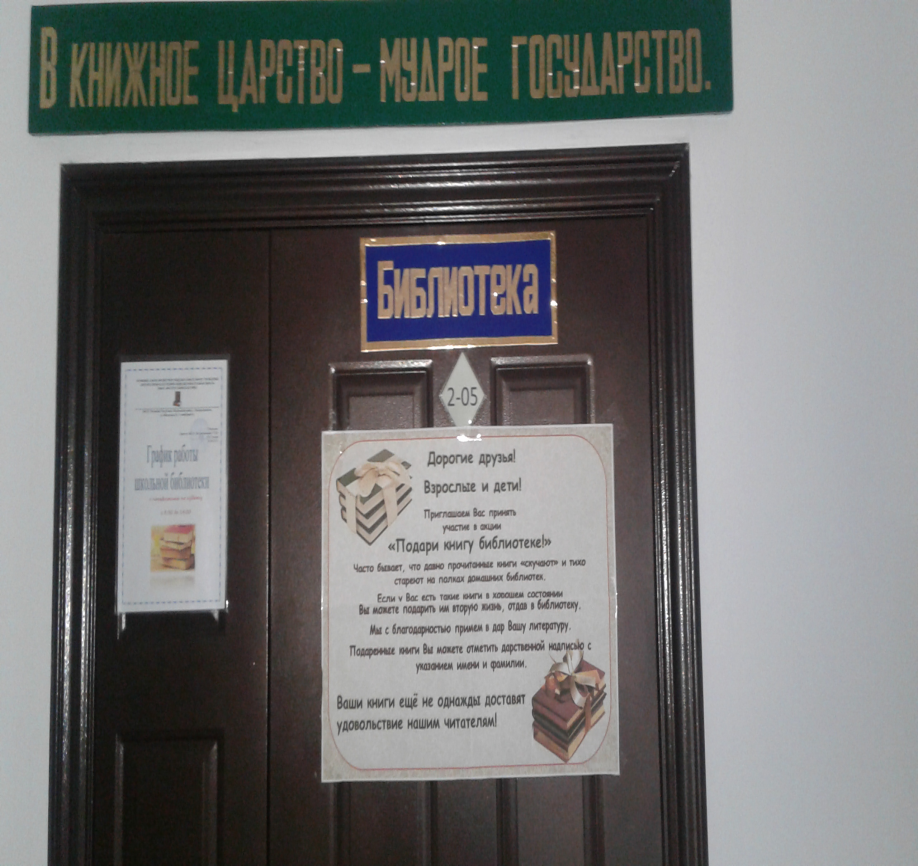 В КНИЖНОЕ ЦАРСТВО – МУДРОЕ ГОСУДАРСТВО.
Библиотека
2-05
График работы
школьной библиотеки
Дорогие друзья!
Взрослые и дети!
Приглашаем Вас принять
участие в акции
«Подари книгу библиотеке!»
Часто бывает, что давно прочитанные книги «скучают» и тихо
стареют на полках домашних библиотек.
Если у Вас есть такие книги в хорошем состоянии
Вы можете подарить им вторую жизнь, отдав в библиотеку.
Мы с благодарностью примем в дар Вашу литературу.
Подаренные книги Вы можете отметить дарственной надписью с
указанием имени и фамилии.
Ваши книги ещё не однажды доставят
удовольствие нашим читателям!